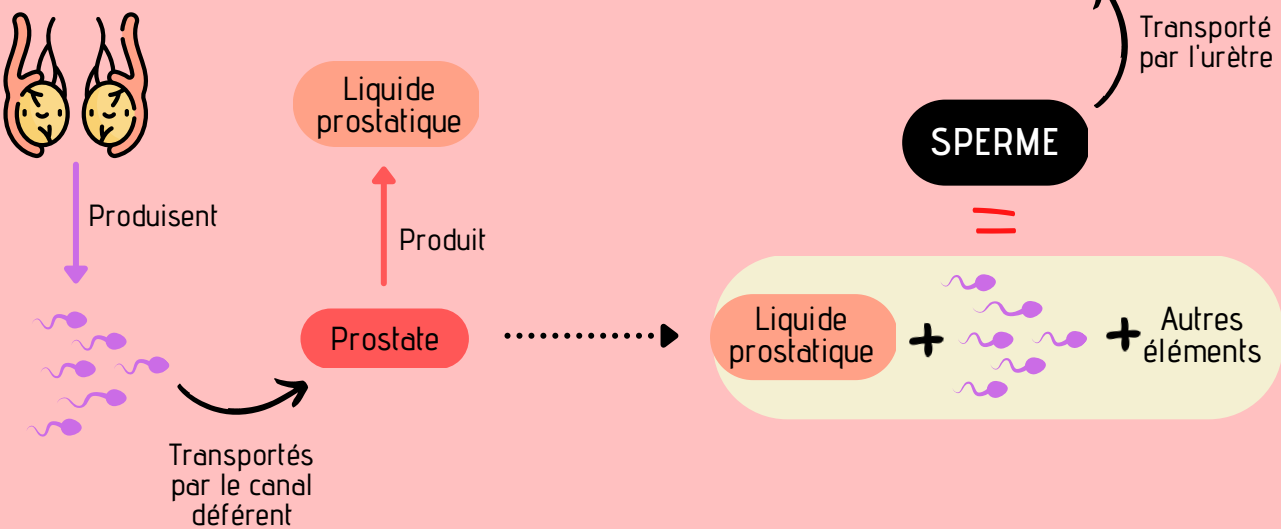 Transporté
par l'urètre
Liquide
prostatique
SPERME
Produisent
Produit
Prostate
Liquide
prostatique
+
+
Autres
éléments
Transportés
par le canal
déférent